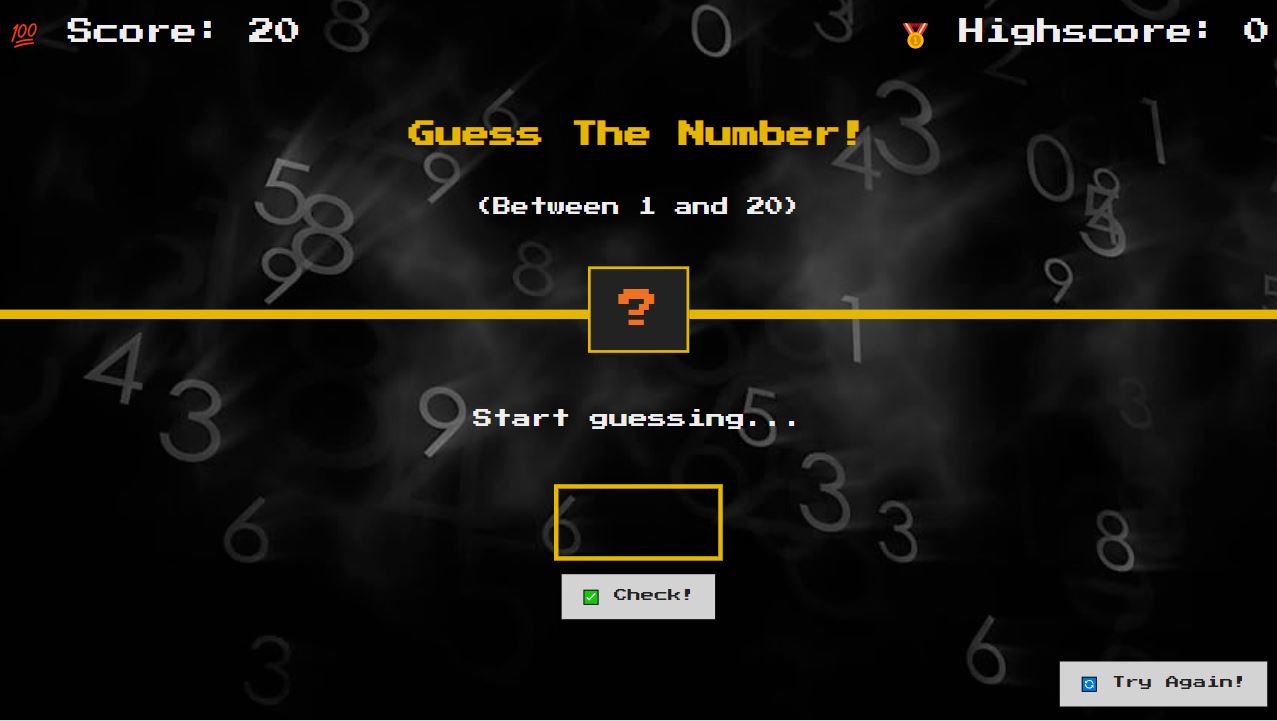 💯 Score: 20
🥇 Highscore: 0
Guess The Number!
(Between 1 and 20)
?
Start guessing...
✅ Check!
🔄 Try Again!